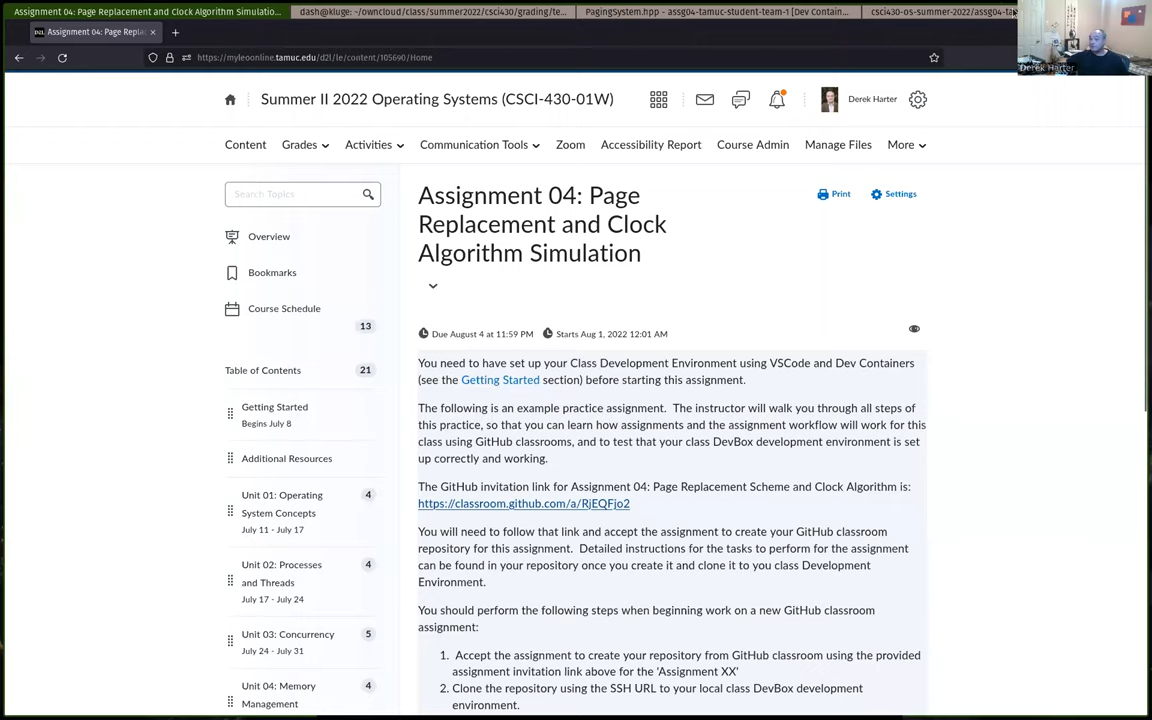 Assignment 04: Page Replacement and Clock Algorithm Simulatio...
dash@kluge: ~/owncloud/class/summer2022/csci430/grading/te...
PagingSystem.hpp - assg04-tamuc-student-team-1 [Dev Contain...
csci430-os-summer-2022/assg04-tam
Assignment 04: Page Repla
https://myleoonline.tamuc.edu/d2l/le/content/105690/Home
Derek Harter
Summer II 2022 Operating Systems (CSCI-430-01W)
Derek Harter
Content Grades Activities Communication Tools Zoom Accessibility Report Course Admin Manage Files More
Search Topics
Overview
Bookmarks
Course Schedule
13
Table of Contents 21
Getting Started
Begins July 8
Additional Resources
Unit 01: Operating 4
System Concepts
July 11 - July 17
Unit 02: Processes 4
and Threads
July 17 - July 24
Unit 03: Concurrency 5
July 24 - July 31
Unit 04: Memory 4
Management
Assignment 04: Page
Replacement and Clock
Algorithm Simulation
Print Settings
Due August 4 at 11:59 PM Starts Aug 1, 2022 12:01 AM
You need to have set up your Class Development Environment using VSCode and Dev Containers
(see the Getting Started section) before starting this assignment.
The following is an example practice assignment. The instructor will walk you through all steps of
this practice, so that you can learn how assignments and the assignment workflow will work for this
class using GitHub classrooms, and to test that your class DevBox development environment is set
up correctly and working.
The GitHub invitation link for Assignment 04: Page Replacement Scheme and Clock Algorithm is:
https://classroom.github.com/a/RjEQFjo2
You will need to follow that link and accept the assignment to create your GitHub classroom
repository for this assignment. Detailed instructions for the tasks to perform for the assignment
can be found in your repository once you create it and clone it to you class Development
Environment.
You should perform the following steps when beginning work on a new GitHub classroom
assignment:
1. Accept the assignment to create your repository from GitHub classroom using the provided
assignment invitation link above for the 'Assignment XX'
2. Clone the repository using the SSH URL to your local class DevBox development
environment.